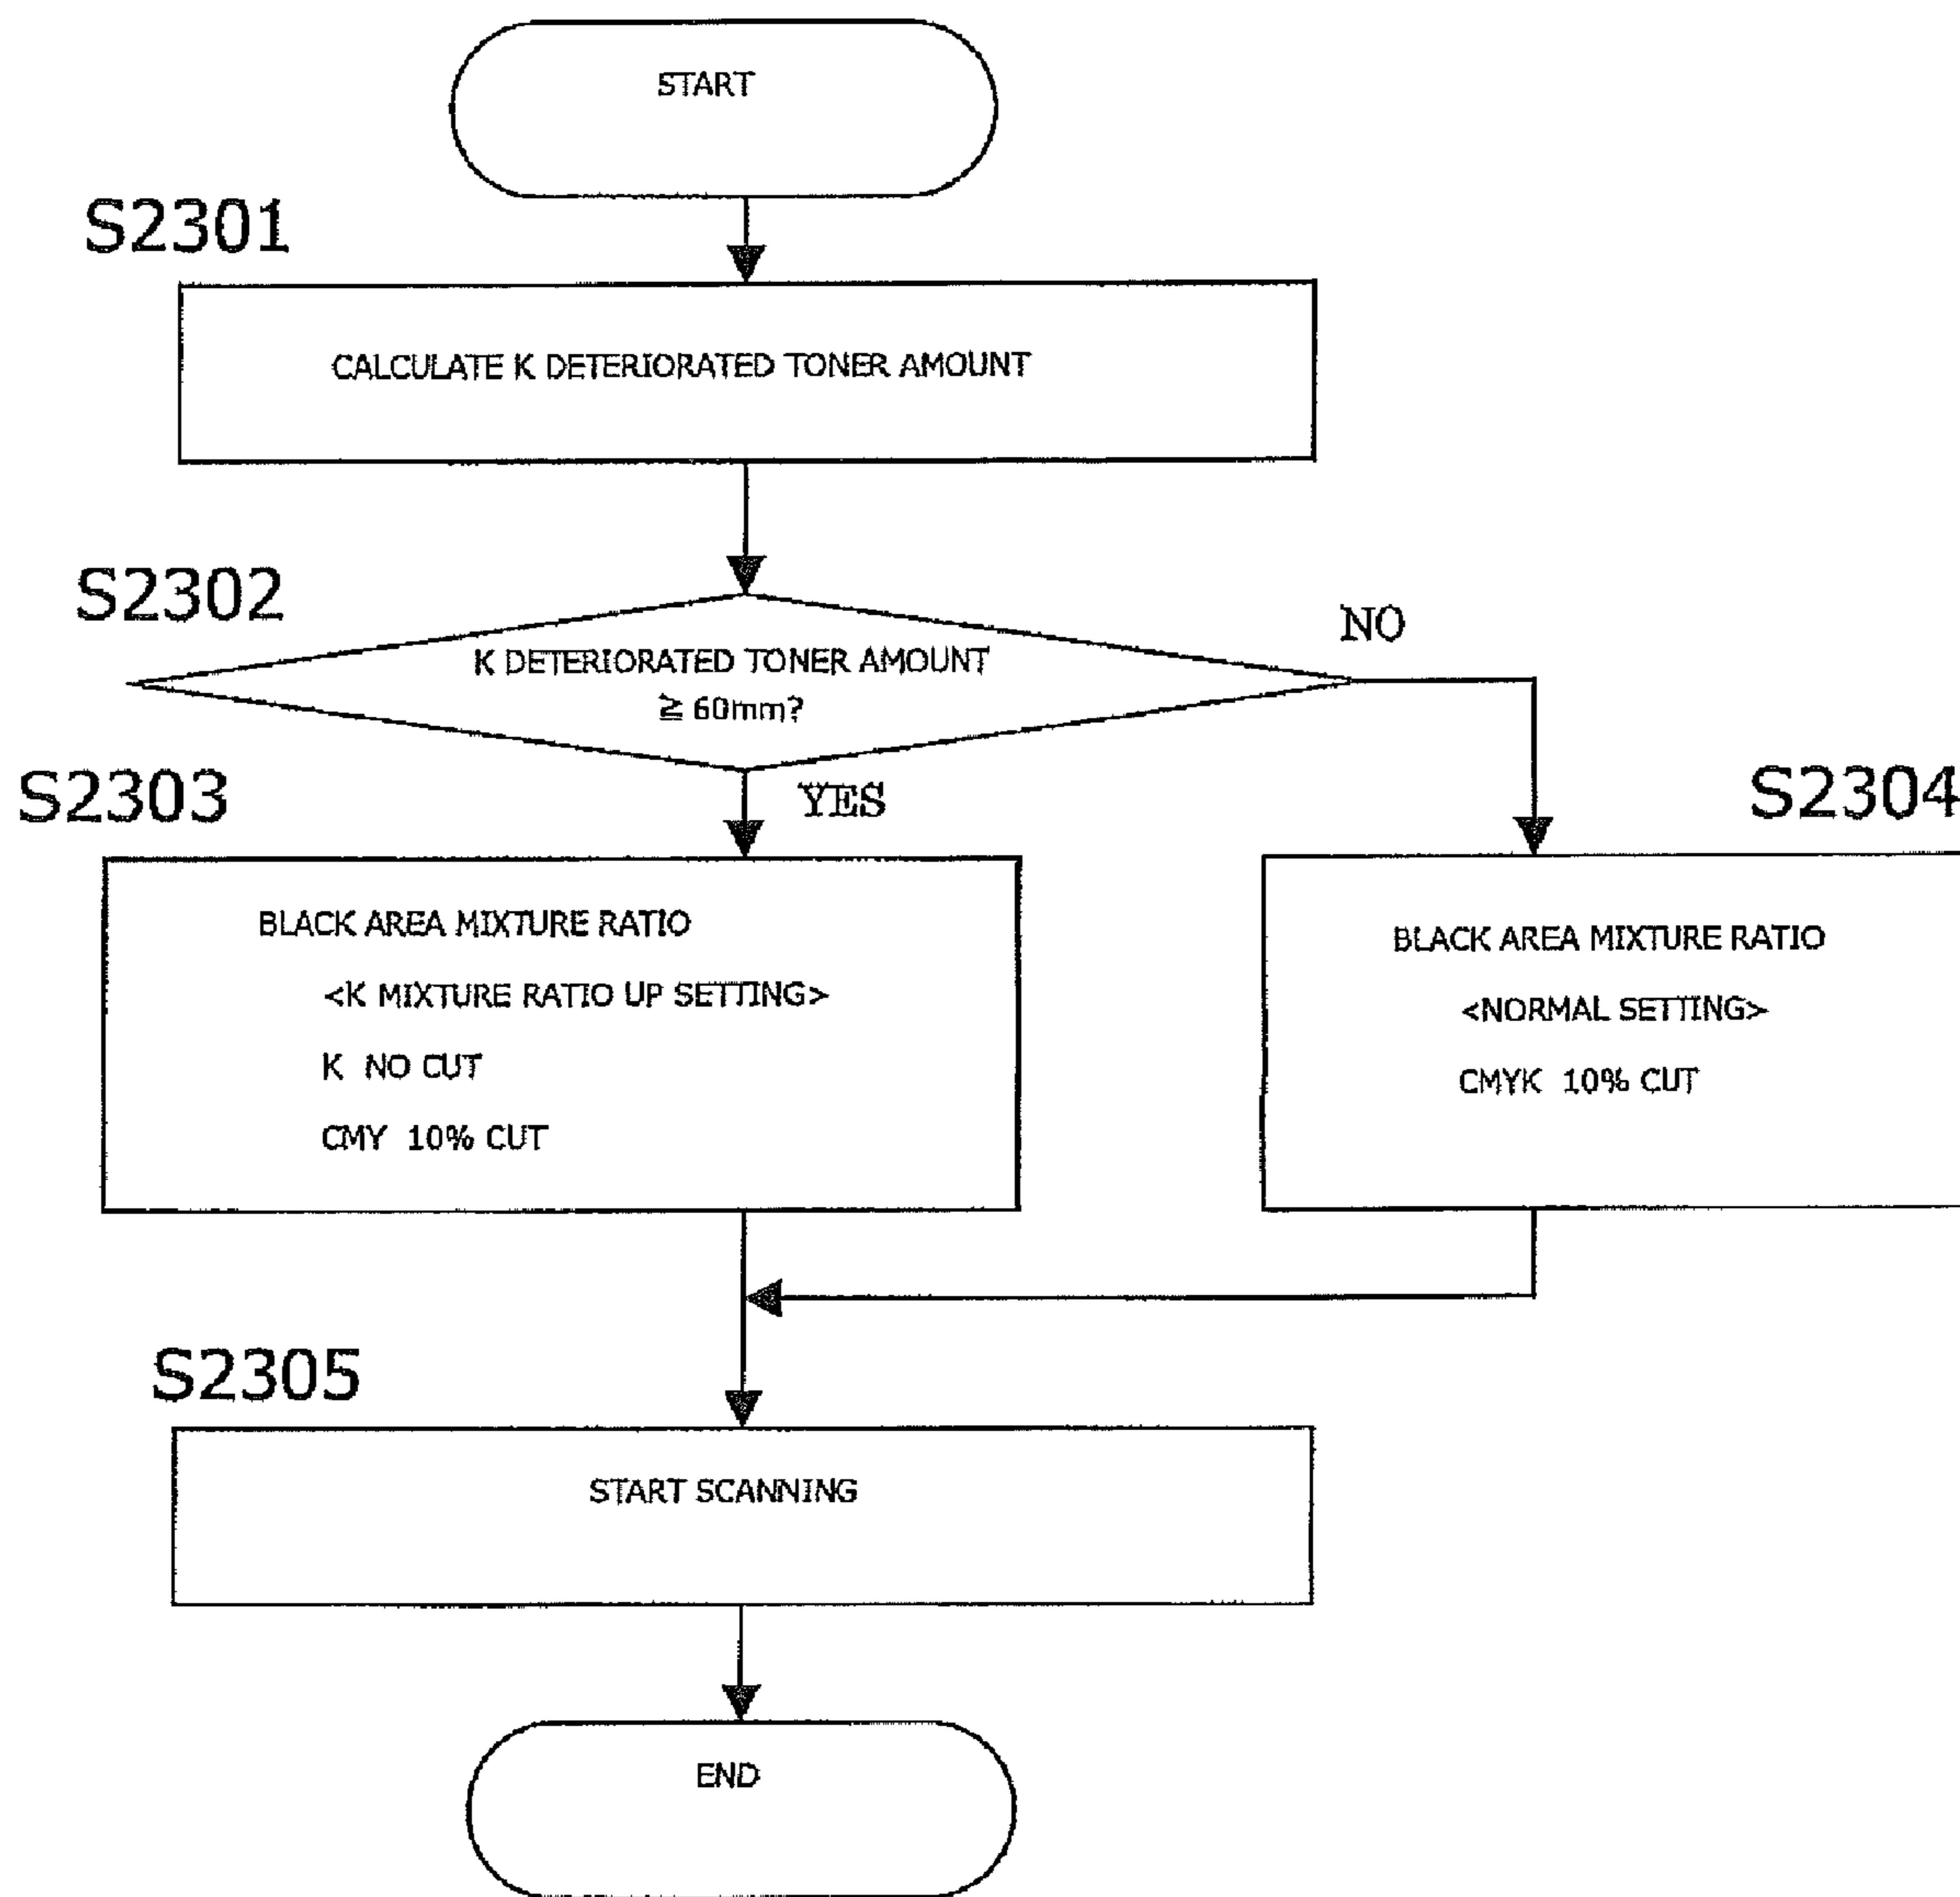 START
S2301
CALCULATE K DETERIORATED TONER AMOUNT
S2302
K DETERIORATED TONER AMOUNT
≧ 60mm?
NO
YES
S2303
BLACK AREA MIXTURE RATIO
<K MIXTURE RATIO UP SETTING>
K NO CUT
CMY 10% CUT
S2304
BLACK AREA MIXTURE RATIO
<NORMAL SETTING>
CMYK 10% CUT
S2305
START SCANNING
END